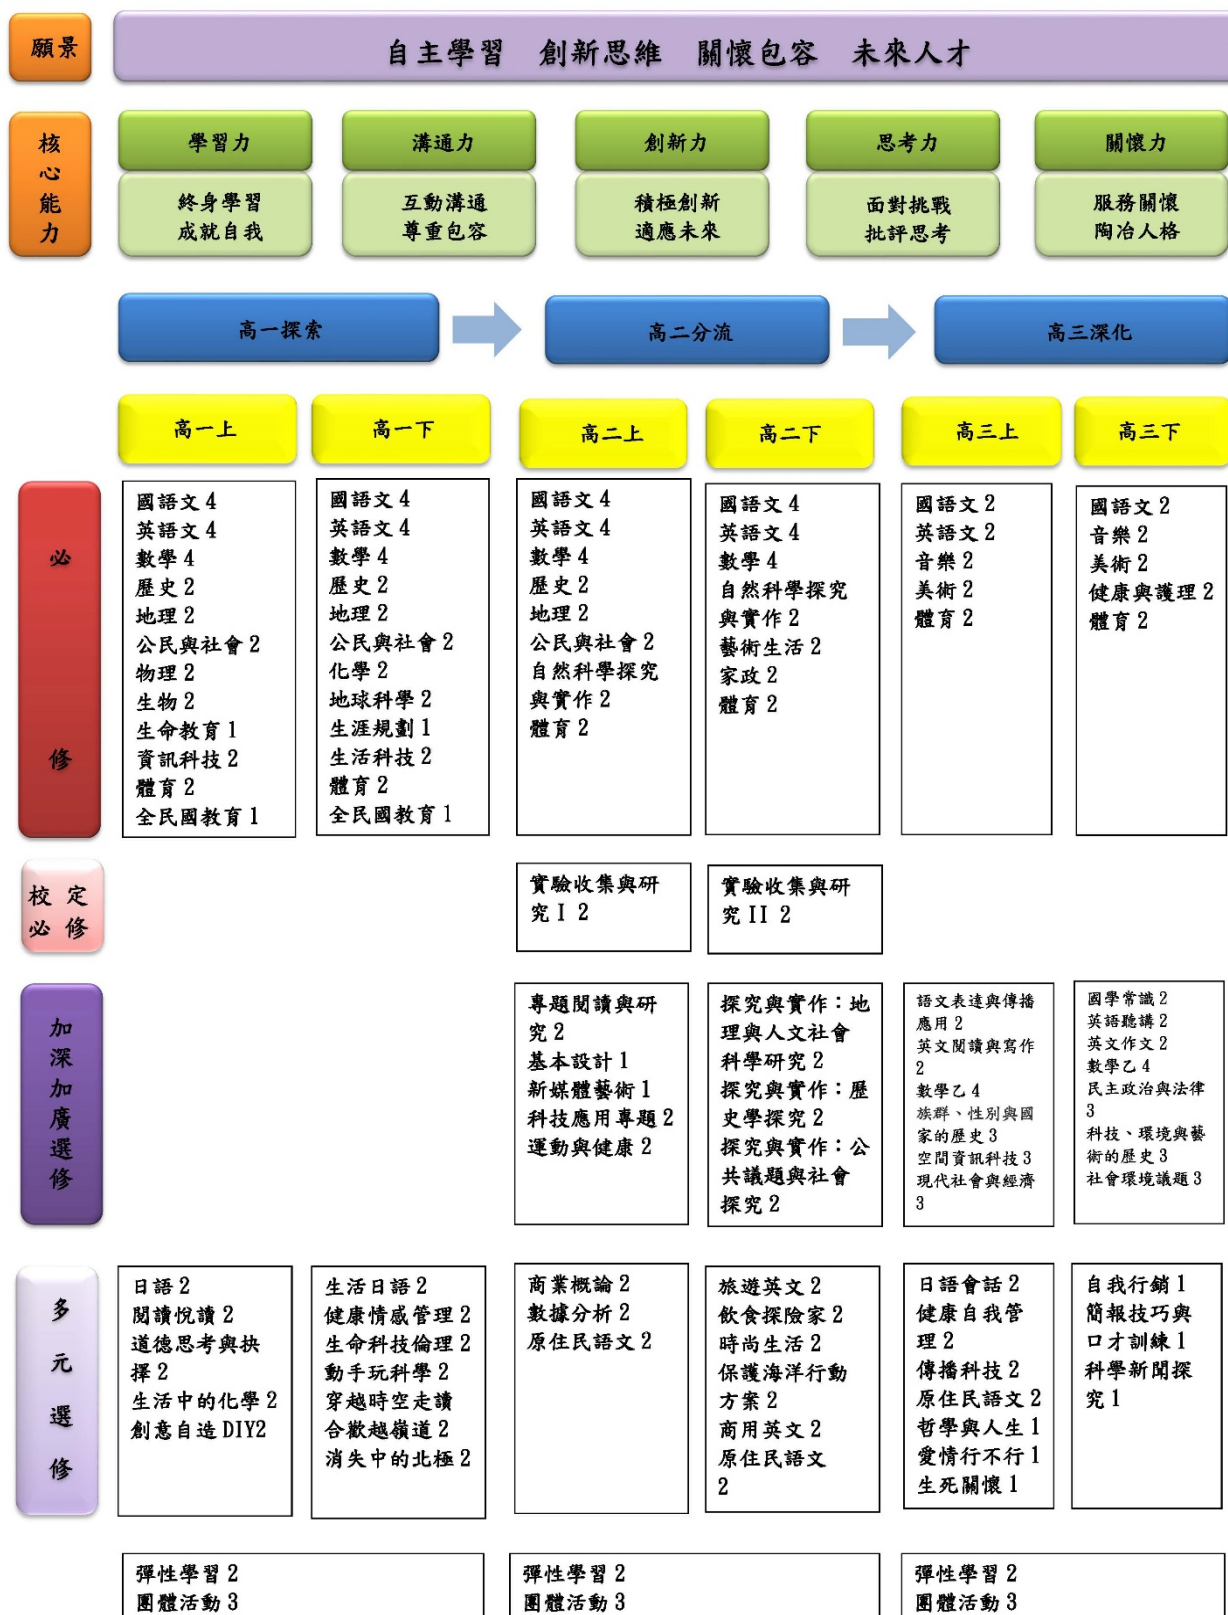 願景
自主學習 創新思維 關懷包容 未來人才
核
心
能
力
學習力
終身學習
成就自我
溝通力
互動溝通
尊重包容
創新力
積極創新
適應未來
思考力
面對挑戰
批評思考
關懷力
服務關懷
陶冶人格
高一探索
高二分流
高三深化
高一上
高一下
高二上
高二下
高三上
高三下
必
修
國語文 4
英語文 4
數學 4
歷史 2
地理 2
公民與社會 2
物理 2
生物 2
生命教育 1
資訊科技 2
體育 2
全民國教育 1
國語文 4
英語文 4
數學 4
歷史 2
地理 2
公民與社會 2
化學 2
地球科學 2
生涯規劃 1
生活科技 2
體育 2
全民國教育 1
國語文 4
英語文 4
數學 4
歷史 2
地理 2
公民與社會 2
自然科學探究
與實作 2
體育 2
國語文 4
英語文 4
數學 4
自然科學探究
與實作 2
藝術生活 2
家政 2
體育 2
國語文 2
英語文 2
音樂 2
美術 2
體育 2
國語文 2
音樂 2
美術 2
健康與護理 2
體育 2
校 定
必 修
實驗收集與研
究 I 2
實驗收集與研
究 II 2
加
深
加
廣
選
修
專題閱讀與研
究 2
基本設計 1
新媒體藝術 1
科技應用專題 2
運動與健康 2
探究與實作：地
理與人文社會
科學研究 2
探究與實作：歷
史學探究 2
探究與實作：公
共議題與社會
探究 2
語文表達與傳播
應用 2
英文閱讀與寫作
2
數學乙 4
族群、性別與國
家的歷史 3
空間資訊科技 3
現代社會與經濟
3
國學常識 2
英語聽講 2
英文作文 2
數學乙 4
民主政治與法律
3
科技、環境與藝
術的歷史 3
社會環境議題 3
多
元
選
修
日語 2
閱讀悅讀 2
道德思考與抉
擇 2
生活中的化學 2
創意自造 DIY2
生活日語 2
健康情感管理 2
生命科技倫理 2
動手玩科學 2
穿越時空走讀
合歡越嶺道 2
消失中的北極 2
商業概論 2
數據分析 2
原住民語文 2
旅遊英文 2
飲食探險家 2
時尚生活 2
保護海洋行動
方案 2
商用英文 2
原住民語文
2
日語會話 2
健康自我管
理 2
傳播科技 2
原住民語文 2
哲學與人生 1
愛情行不行 1
生死關懷 1
自我行銷 1
簡報技巧與
口才訓練 1
科學新聞探
究 1
彈性學習 2
團體活動 3
彈性學習 2
團體活動 3
彈性學習 2
團體活動 3